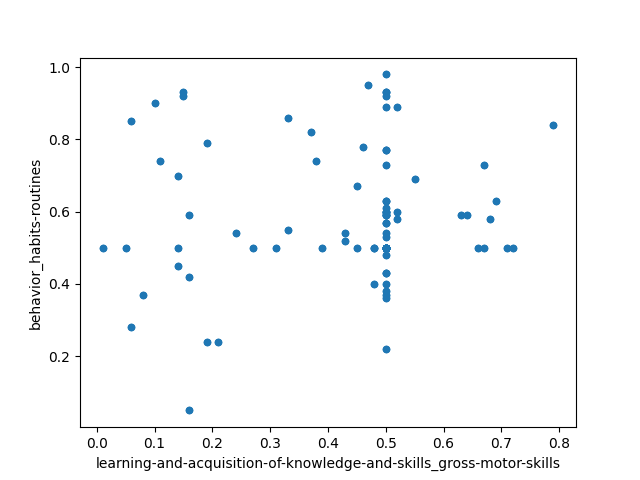 1.0
0.8
0.6
0.4
0.2
behavior_habits-routines
0.0 0.1 0.2 0.3 0.4 0.5 0.6 0.7 0.8
learning-and-acquisition-of-knowledge-and-skills_gross-motor-skills